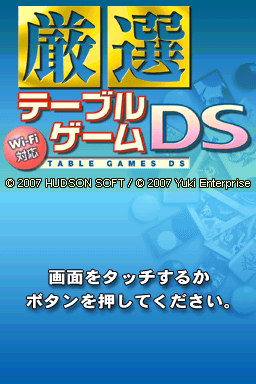 厳選
テーブル
ゲームDS
Wi-Fi
対応
TABLE GAMES DS
© 2007 HUDSON SOFT / © 2007 Yuki Enterprise
画面をタッチするか
ボタンを押してください。